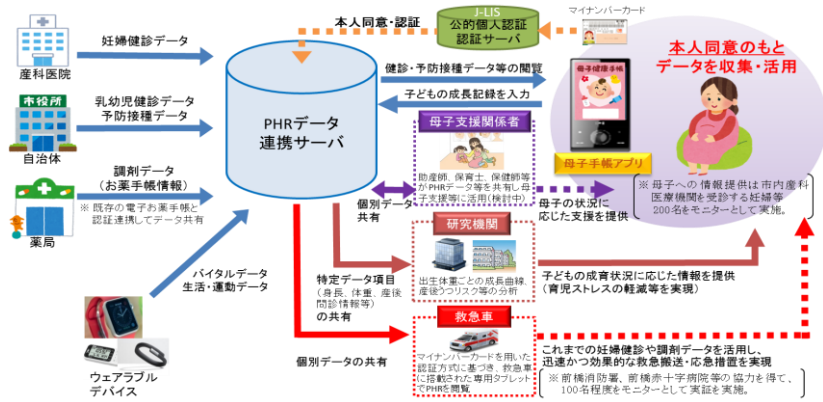 産科医院
妊婦健診データ
市役所
自治体
乳幼児健診データ
予防接種データ
薬局
調剤データ
（お薬手帳情報）
※ 既存の電子お薬手帳と
認証連携してデータ共有
バイタルデータ
生活・運動データ
ウェアラブル
デバイス
PHRデータ
連携サーバ
本人同意・認証
J-LIS
公的個人認証
認証サーバ
マイナンバーカード
健診・予防接種データ等の閲覧
子どもの成長記録を入力
母子健康手帳
母子手帳アプリ
本人同意のもと
データを収集・活用
※母子への情報提供は市内産科
医療機関を受診する妊婦等
200名をモニターとして実施。
母子支援関係者
助産師、保育士、保健師等
がPHRデータ等を共有し母
子支援等に活用（検討中）
個別データ
共有
母子の状況に
応じた支援を提供
研究機関
出生体重ごとの成長曲線、
産後うつリスク等の分析
特定データ項目
（身長、体重、産後
問診情報等）
の共有
子どもの成育状況に応じた情報を提供
（育児ストレスの軽減等を実現）
救急車
マイナンバーカードを用いた
認証方式に基づき、救急車
に搭載された専用タブレット
でPHRを閲覧
個別データの共有
これまでの妊婦健診や調剤データを活用し、
迅速かつ効果的な救急搬送・応急措置を実現
※前橋消防署、前橋赤十字病院等の協力を得て、
100名程度をモニターとして実証を実施。